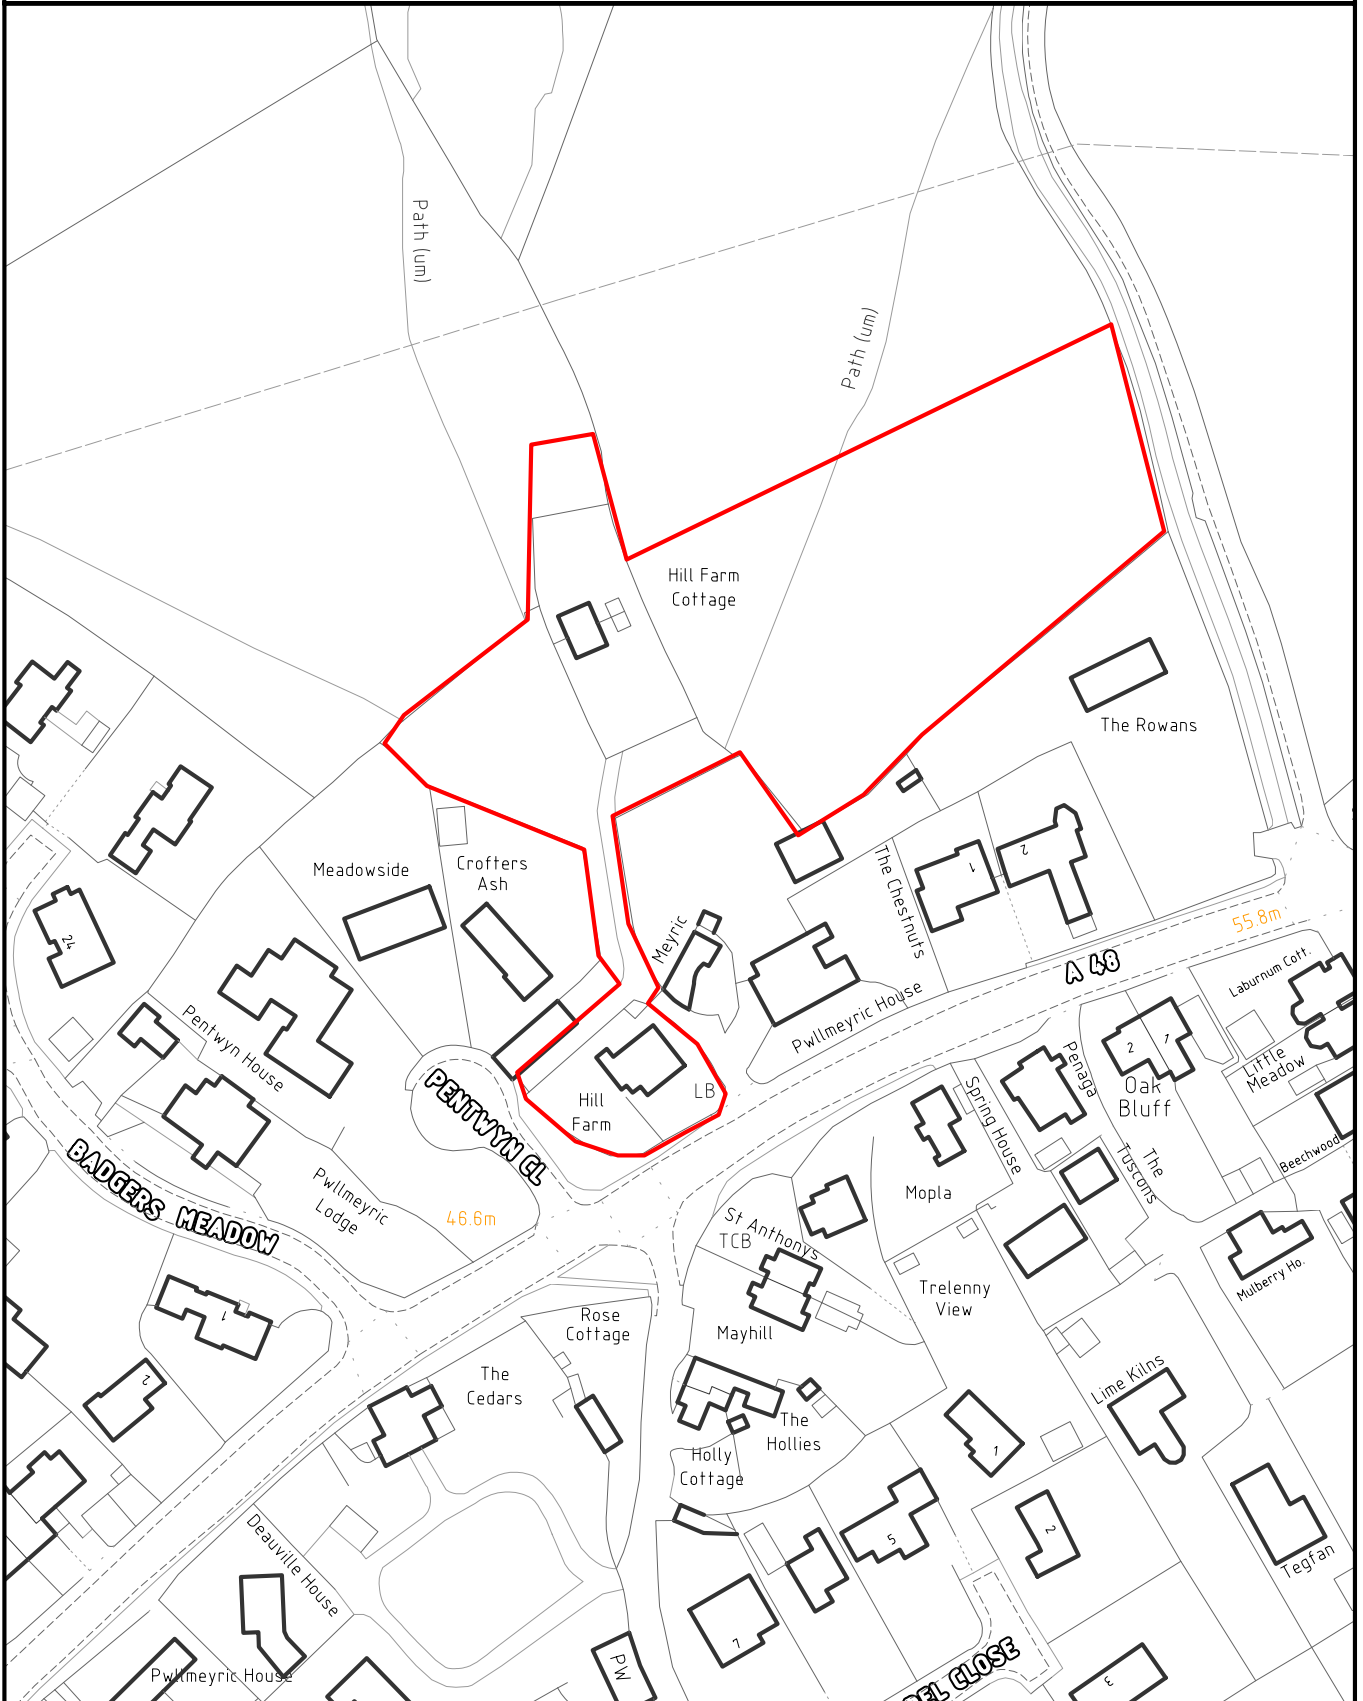 Path (um)
Path (um)
Hill Farm
Cottage
The Rowans
Meadowside
Crofters
Ash
The Chestnuts
1
2
24
Meyric
55.8m
A 48
Laburnum Cott.
Pwllmeyric House
Pentwyn House
PENTWYN CL
Hill
Farm
LB
Penaga
2
1
Oak
Bluff
Little
Meadow
Spring House
The
Tuscons
Beechwood
BADGERS MEADOW
Pwllmeyric
Lodge
46.6m
Mopla
St Anthonys
TCB
Mulberry Ho.
Trelenny
View
1
Rose
Cottage
Mayhill
2
The
Cedars
Lime Kilns
The
Hollies
1
Holly
Cottage
Deauville House
5
2
Tegfan
7
PW
Pwllmeyric House
EL CLOSE
3